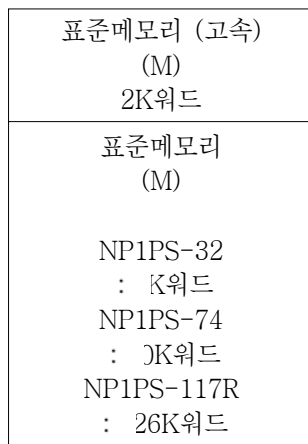 표준메모리 (고속)
(M)
2K워드
표준메모리
(M)
NP1PS-32
: K워드
NP1PS-74
: K워드
NP1PS-117R
: 26K워드